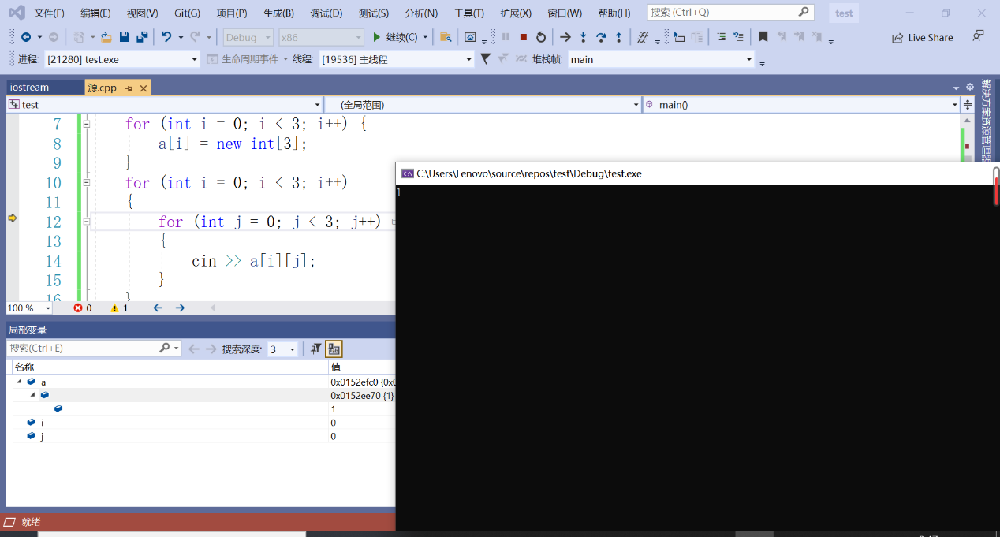 文件(F) 编辑(E) 视图(V) Git(G) 项目(P) 生成(B) 调试(D) 测试(S) 分析(N) 工具(T) 扩展(X) 窗口(W) 帮助(H) 搜索 (Ctrl+Q) test
Debug x86 继续(C) Live Share
进程: [21280] test.exe 生命周期事件 线程: [19536] 主线程 堆栈帧: main
iostream 源.cpp
test (全局范围) main()
解决方案资源管理器
7 for (int i = 0; i < 3; i++) {
8 a[i] = new int[3];
9 }
10 for (int i = 0; i < 3; i++)
11 {
12 for (int j = 0; j < 3; j++)
13 {
14 cin >> a[i][j];
15 }
16 }
100 % 0 1
C:\Users\Lenovo\source\repos\test\Debug\test.exe
1
局部变量
搜索(Ctrl+E) 搜索深度: 3
名称 值
a 0x0152efc0 {0x0
0x0152ee70 {1}
1
i 0
j 0
就绪